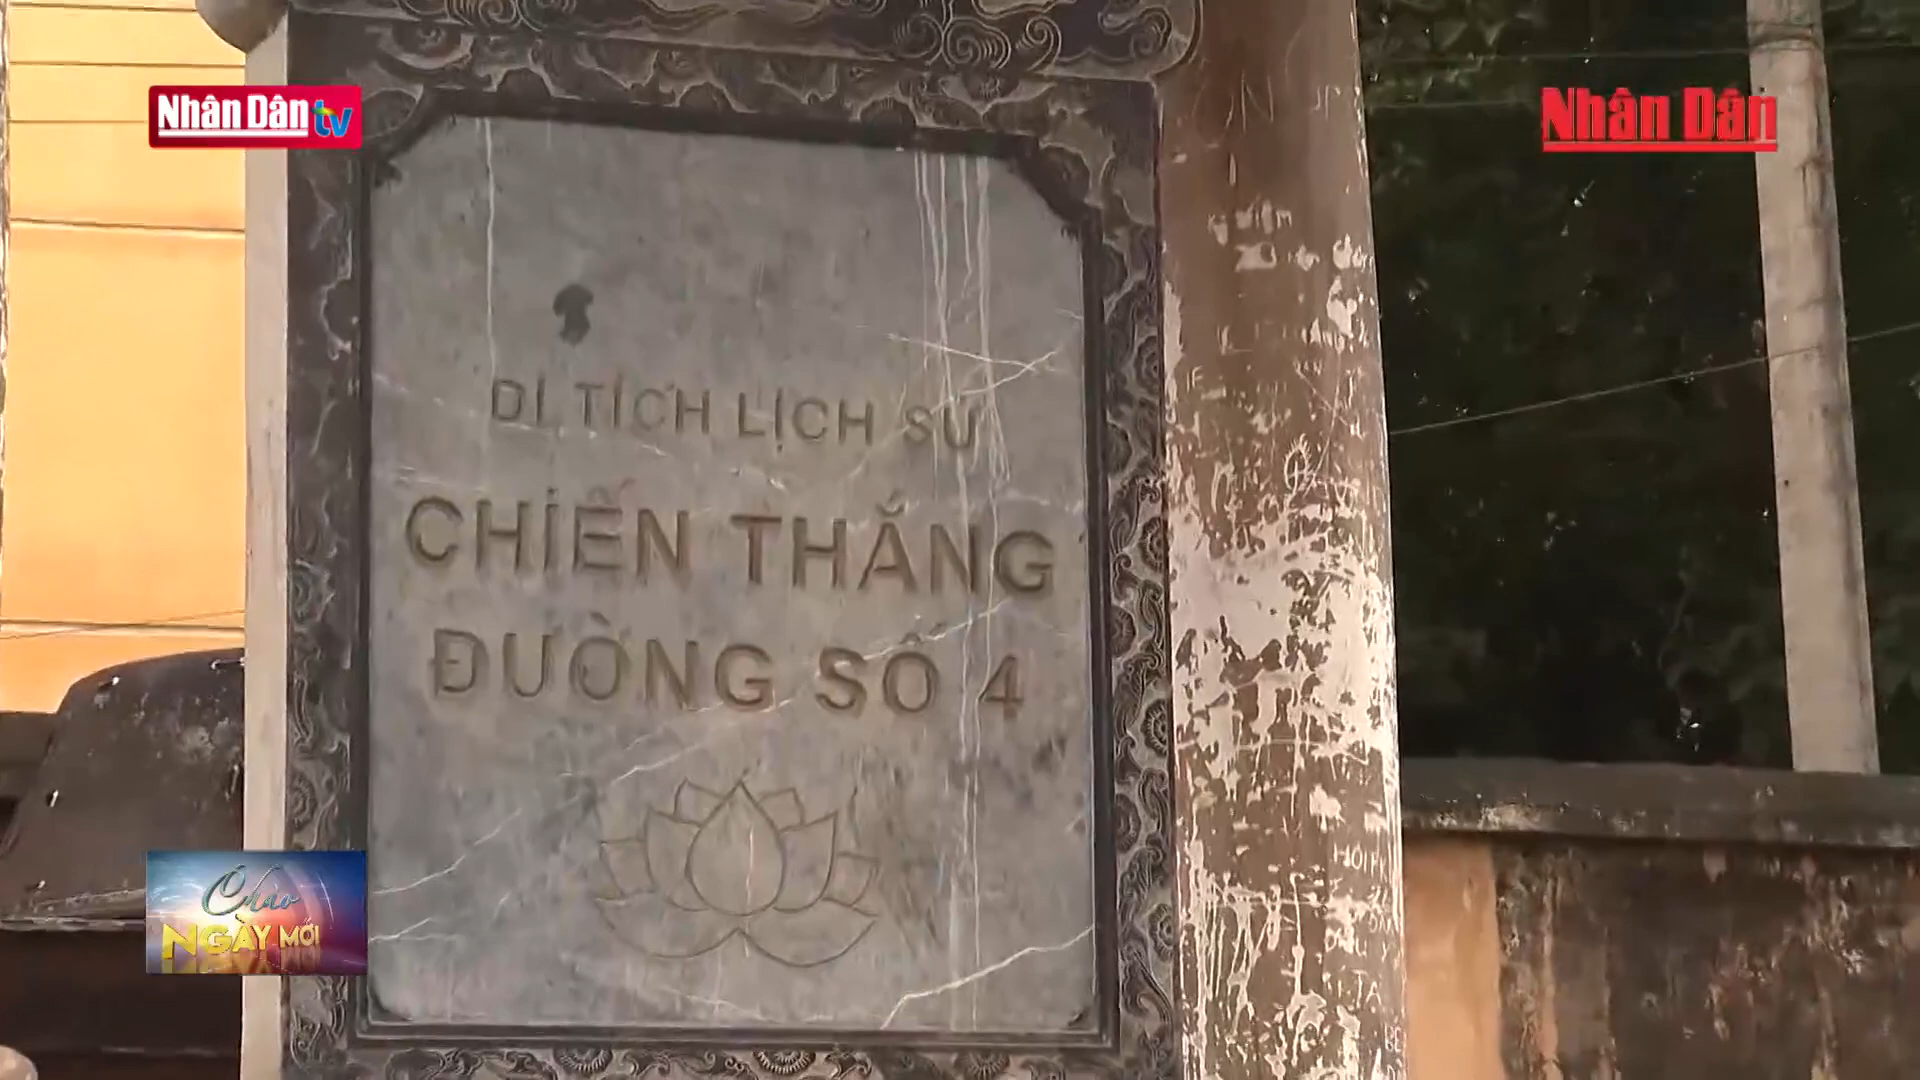 Nhân Dân tv
Nhân Dân
DI TÍCH LỊCH SỬ
CHIẾN THẮNG
ĐƯỜNG SỐ 4
Chào
NGÀY MỚI